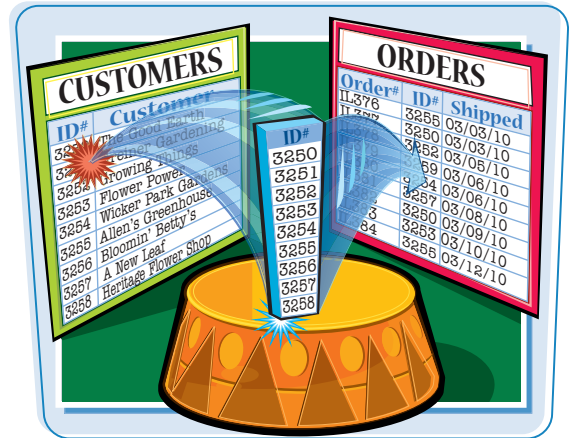 CUSTOMERS
ID# Customer
The Good Earth
Gardening
3252 Growing Things
3253 Flower Power
3254 Wicker Park Gardens
3255 Allen's Greenhouse
3256 Bloomin' Betty's
3257 A New Leaf
3258 Heritage Flower Shop
ID#
3250
3251
3252
3253
3254
3255
3256
3257
3258
ORDERS
Order# ID# Shipped
IL376 3255 03/03/10
3250 03/03/10
03/05/10
03/06/10
03/06/10
3257 03/08/10
3250 03/09/10
3253 03/10/10
3255 03/12/10